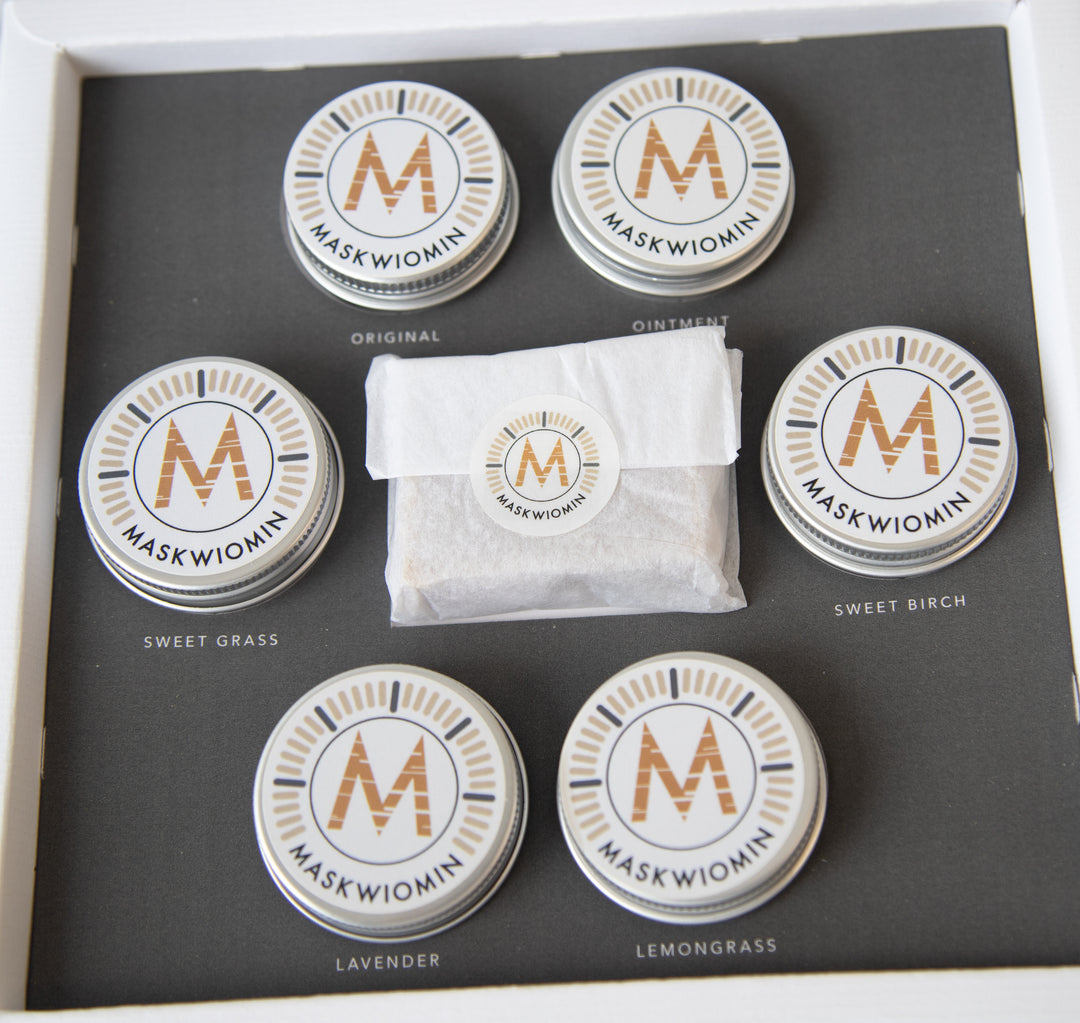 M
MASKWIOMIN
M
MASKWIOMIN
ORIGINAL
OINTMENT
M
MASKWIOMIN
M
MASKWIOMIN
M
MASKWIOMIN
SWEET GRASS
SWEET BIRCH
M
MASKWIOMIN
M
MASKWIOMIN
LAVENDER
LEMONGRASS